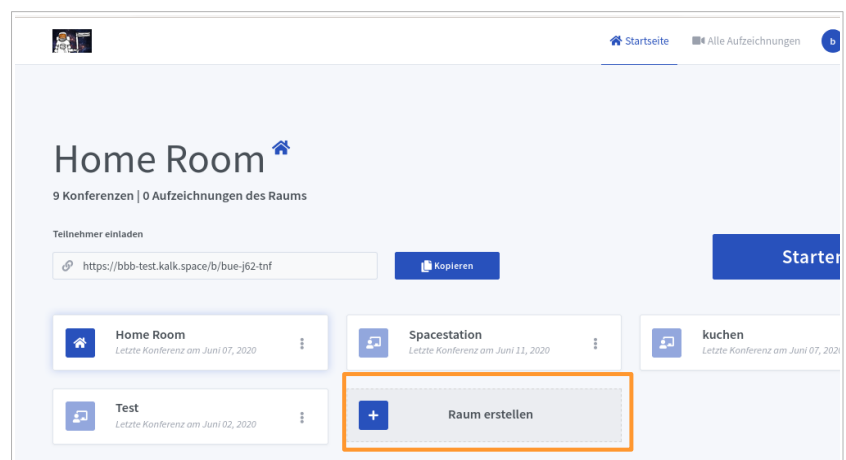 Startseite
Alle Aufzeichnungen
b
Home Room
9 Konferenzen | 0 Aufzeichnungen des Raums
Teilnehmer einladen
https://bbb-test.kalk.space/b/bue-j62-tnf
Kopieren
Starten
Home Room
Letzte Konferenz am Juni 07, 2020
Spacestation
Letzte Konferenz am Juni 11, 2020
kuchen
Letzte Konferenz am Juni 07, 202
Test
Letzte Konferenz am Juni 02, 2020
Raum erstellen